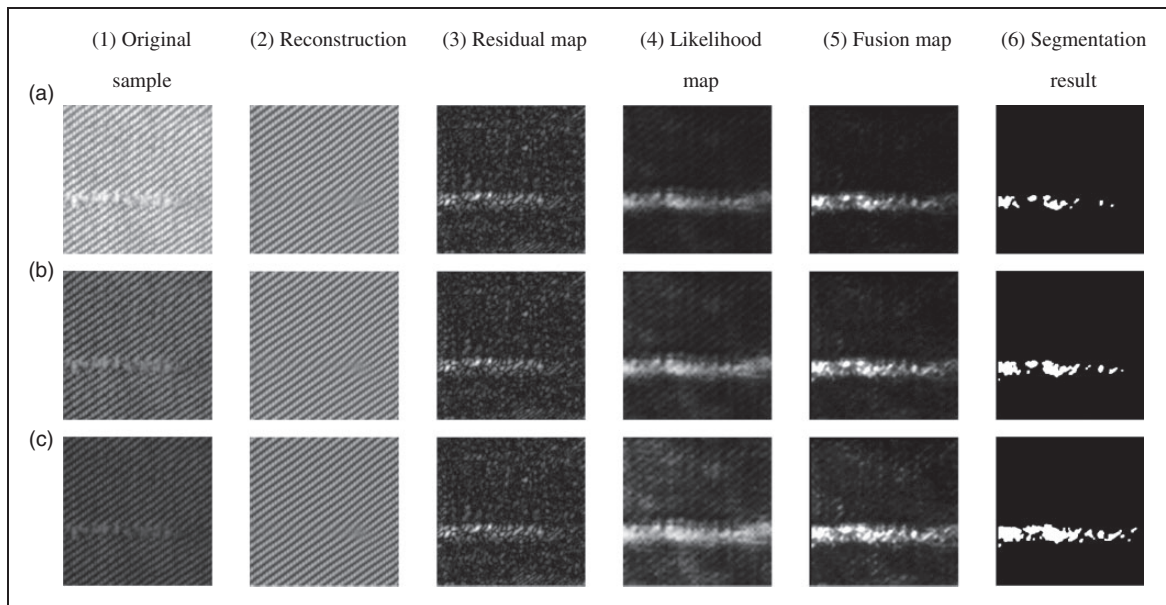 (1) Original sample
(2) Reconstruction
(3) Residual map
(4) Likelihood map
(5) Fusion map
(6) Segmentation result
(a)
(b)
(c)